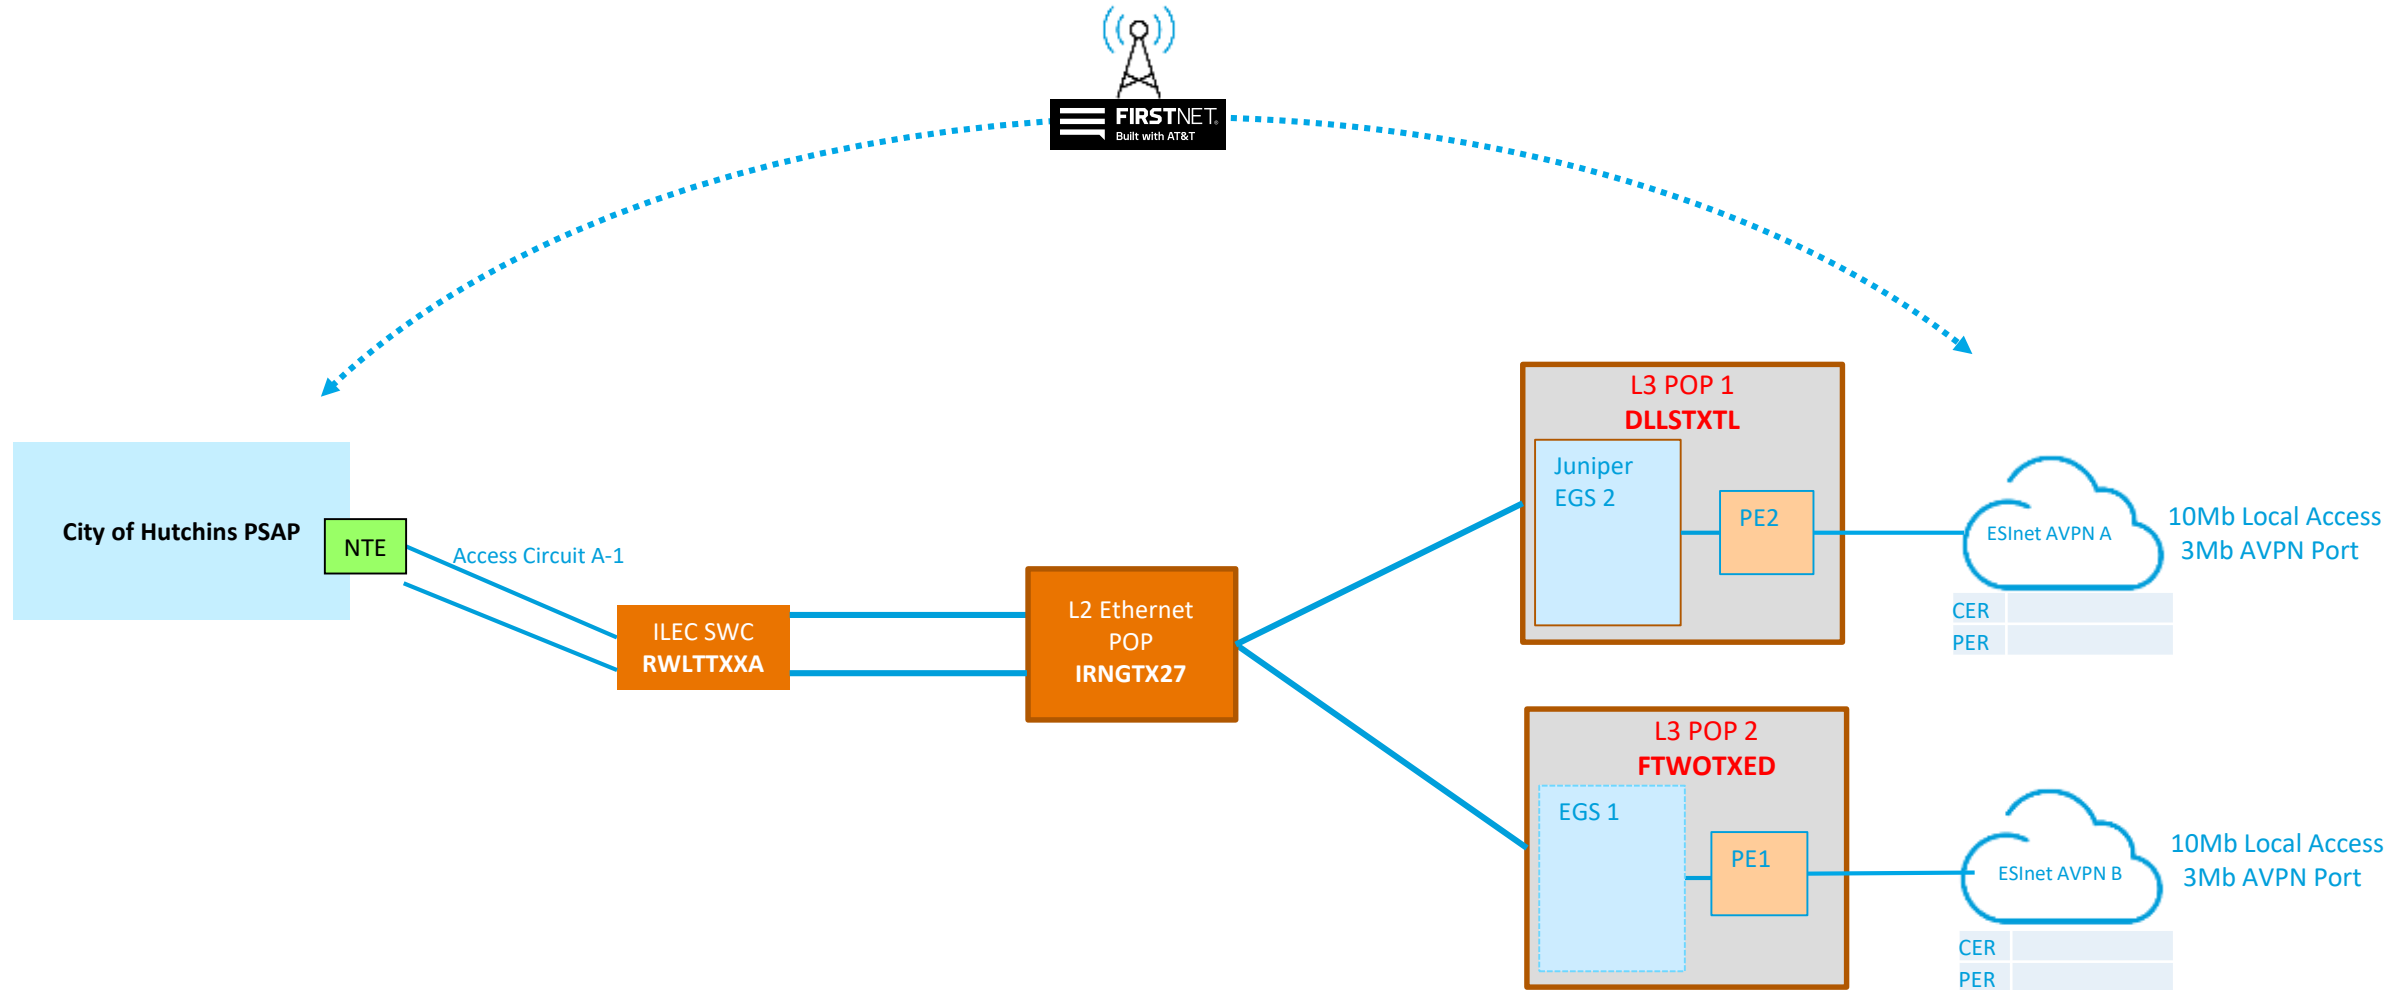 FIRSTNET®
Built with AT&T
L3 POP 1
DLLSTXTL
Juniper
EGS 2
PE2
ESInet AVPN A
10Mb Local Access
3Mb AVPN Port
CER
PER
City of Hutchins PSAP
NTE
Access Circuit A-1
ILEC SWC
RWLTTXXA
L2 Ethernet
POP
IRNGTX27
L3 POP 2
FTWOTXED
EGS 1
PE1
ESInet AVPN B
10Mb Local Access
3Mb AVPN Port
CER
PER